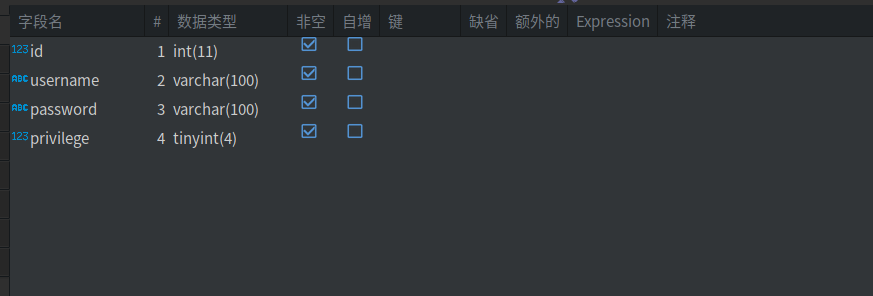 字段名 # 数据类型 非空 自增 键 缺省 额外的 Expression 注释
123 id 1 int(11)
ABC username 2 varchar(100)
ABC password 3 varchar(100)
123 privilege 4 tinyint(4)